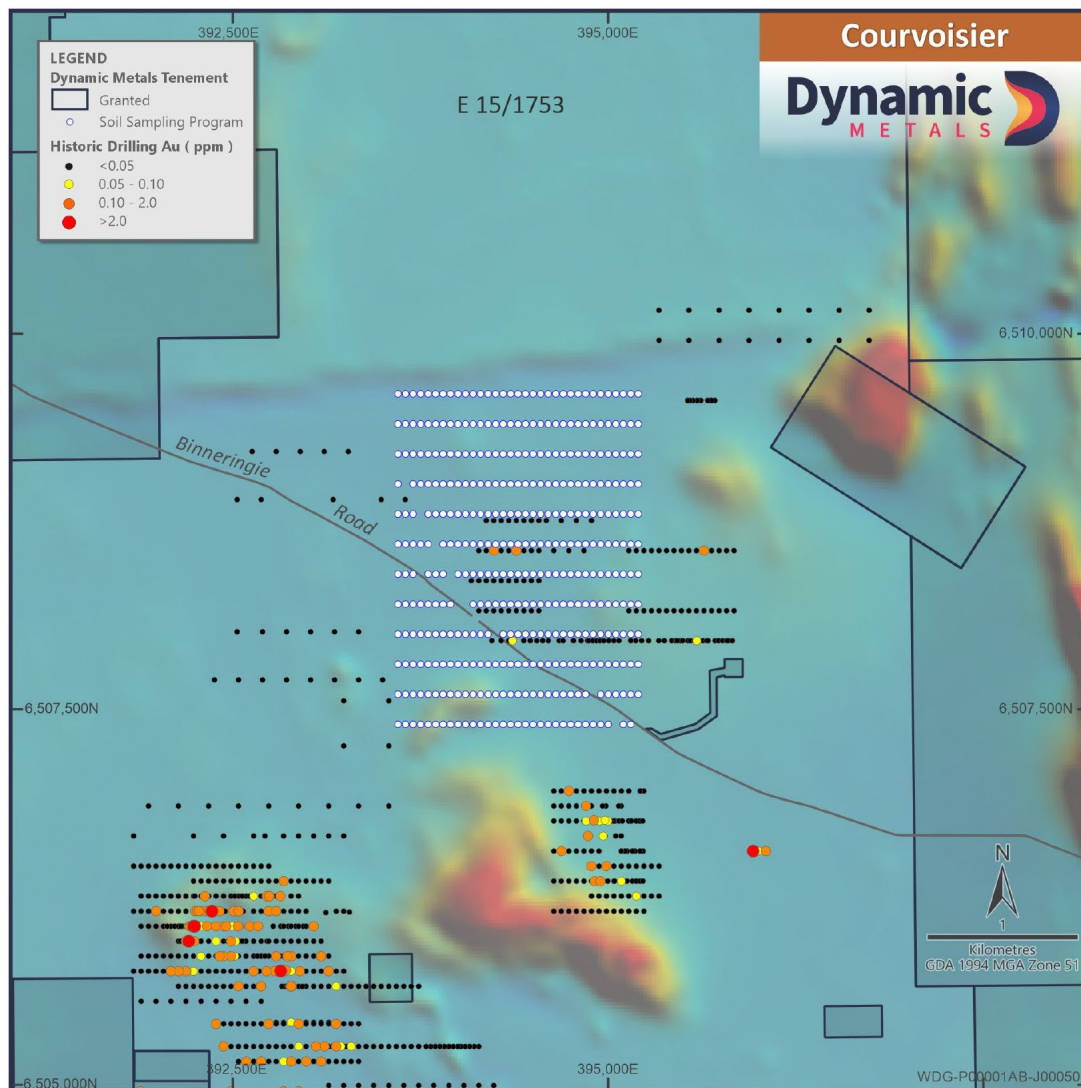 392,500E
395,000E
Courvoisier
Dynamic
METALS
LEGEND
Dynamic Metals Tenement
Granted
Soil Sampling Program
Historic Drilling Au ( ppm )
<0.05
0.05 - 0.10
0.10 - 2.0
>2.0
E 15/1753
6,510,000N
Binneringie
Road
6,507,500N
6,507,500N
N
1
Kilometres
GDA 1994 MGA Zone 51
392,500E
395,000E
6,505,000N
WDG-P00001AB-J00050